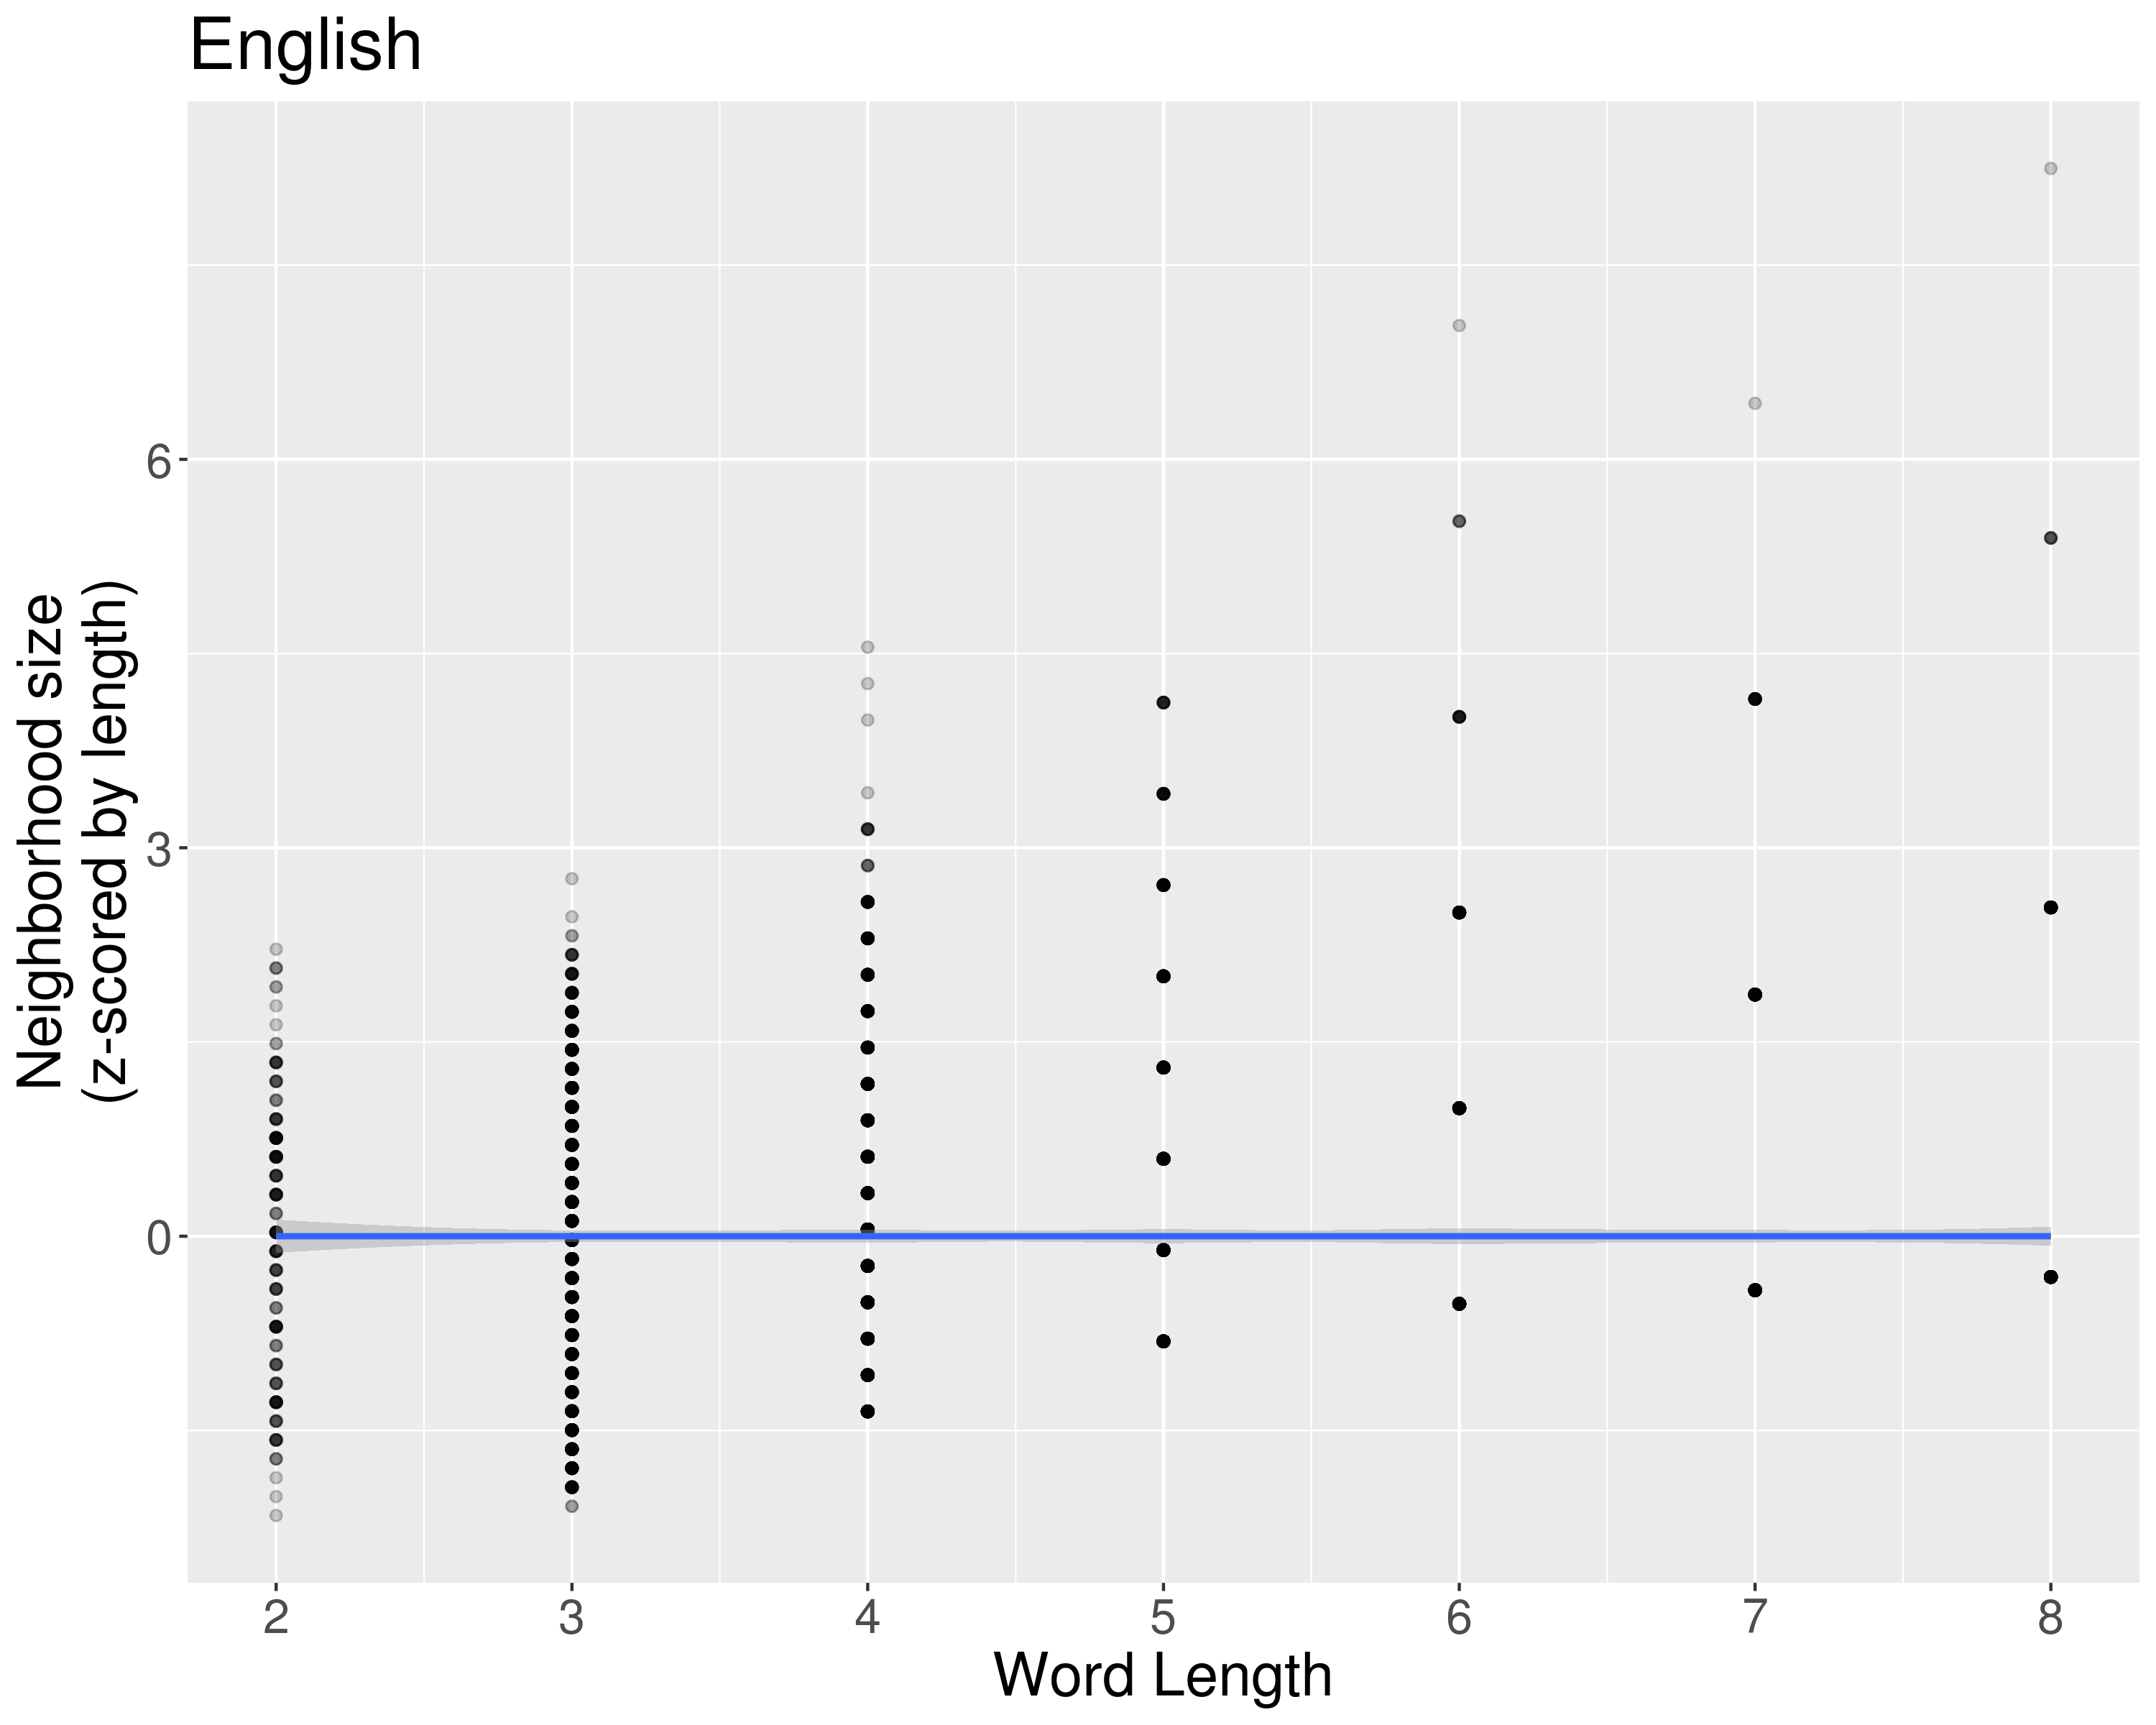 English
Neighborhood size
(z-scored by length)
6
3
0
2 3 4 5 6 7 8
Word Length